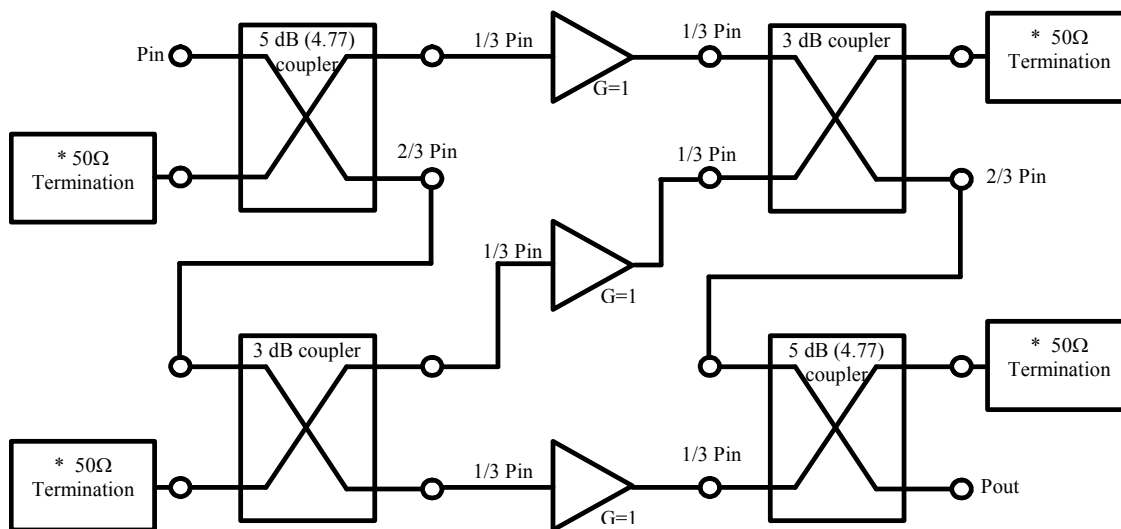 Pin
5 dB (4.77)
coupler
1/3 Pin
G=1
1/3 Pin
3 dB coupler
* 50Ω
Termination
* 50Ω
Termination
2/3 Pin
1/3 Pin
2/3 Pin
1/3 Pin
G=1
3 dB coupler
5 dB (4.77)
coupler
* 50Ω
Termination
* 50Ω
Termination
1/3 Pin
G=1
1/3 Pin
Pout